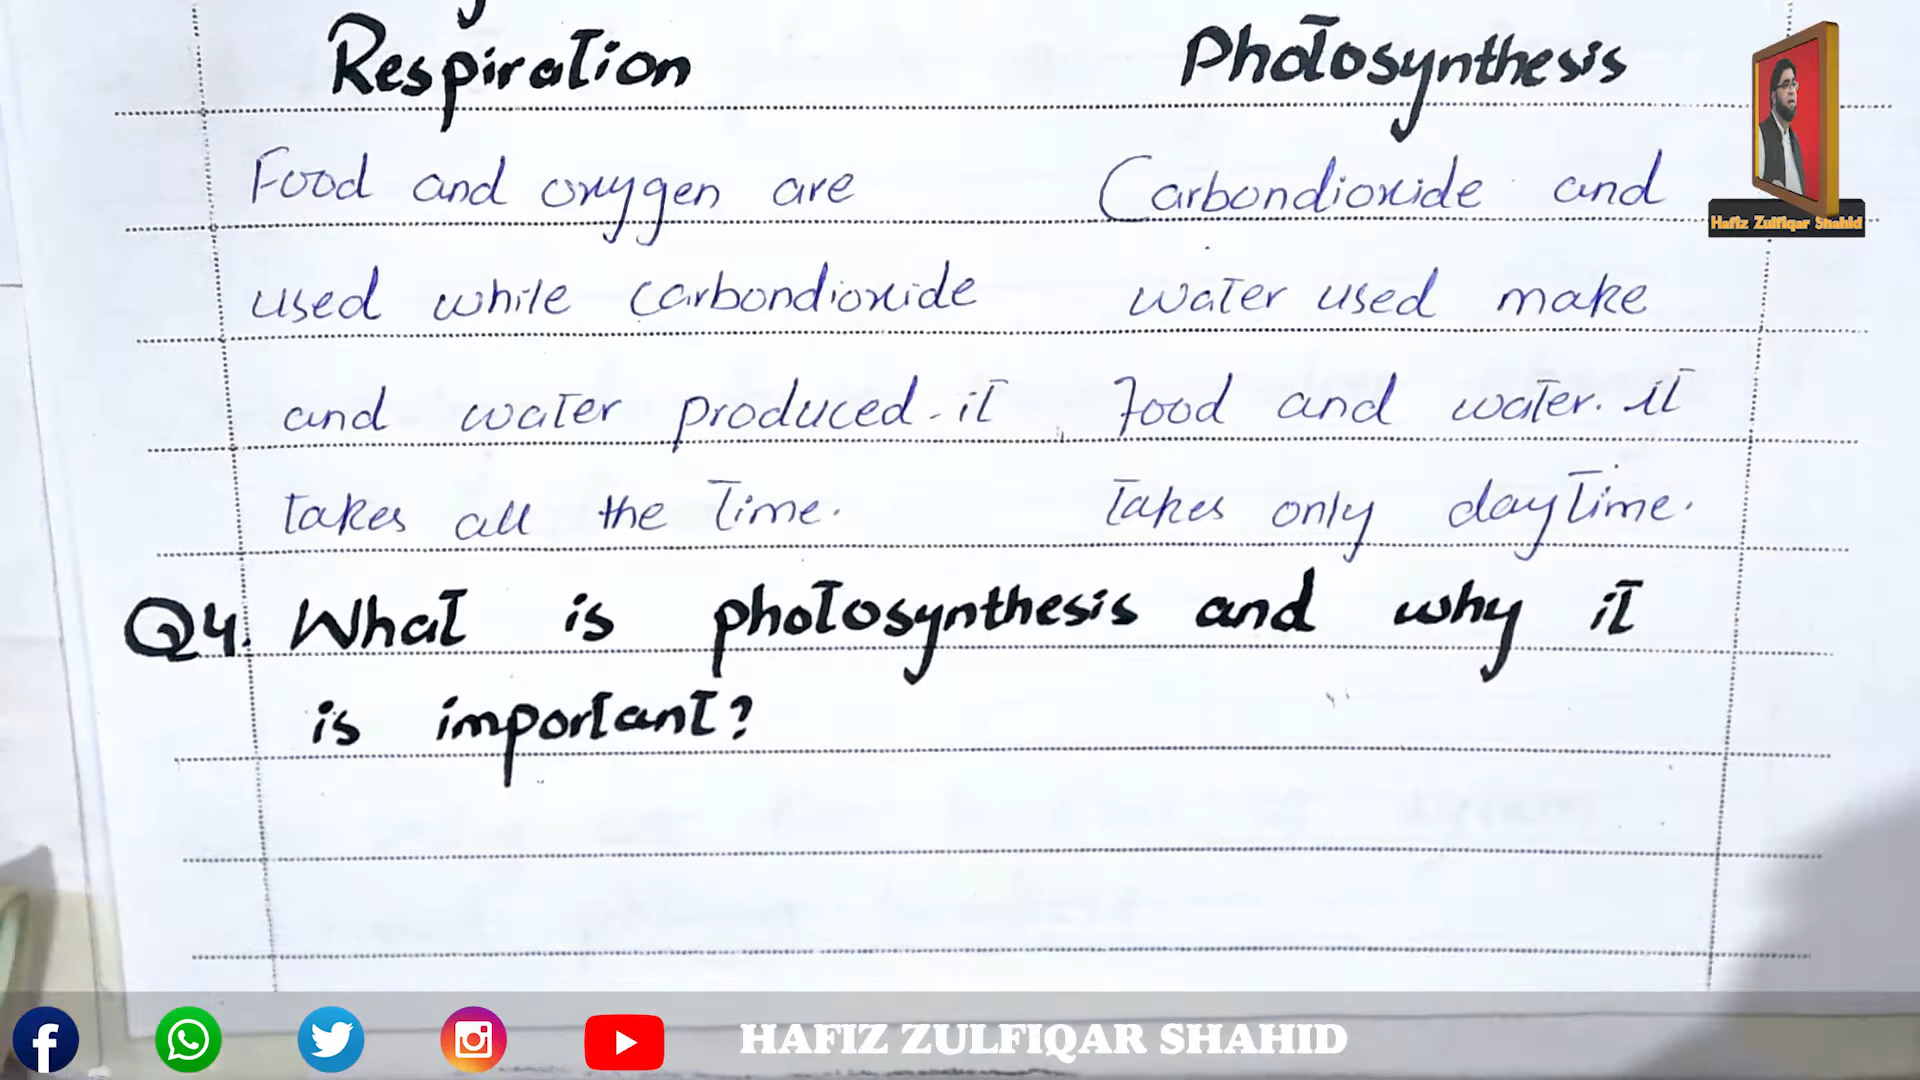 Respiration Photosynthesis
Food and oxygen are Carbondioxide and
used while carbondioxide water used make
and water produced. it Food and water. it
takes all the time. takes only daytime.
Q4. What is photosynthesis and why it
is important?
Hafiz Zulfiqar Shahid
HAFIZ ZULFIQAR SHAHID